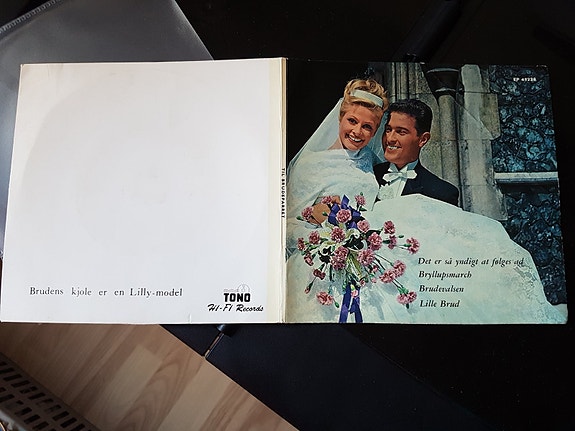 Brudens kjole er en Lilly-model
TONO
HI-FI Records
TIL BRUDEPARRET
EP 45228
Det er så yndigt at følges ad
Bryllupsmarch
Brudevalsen
Lille Brud